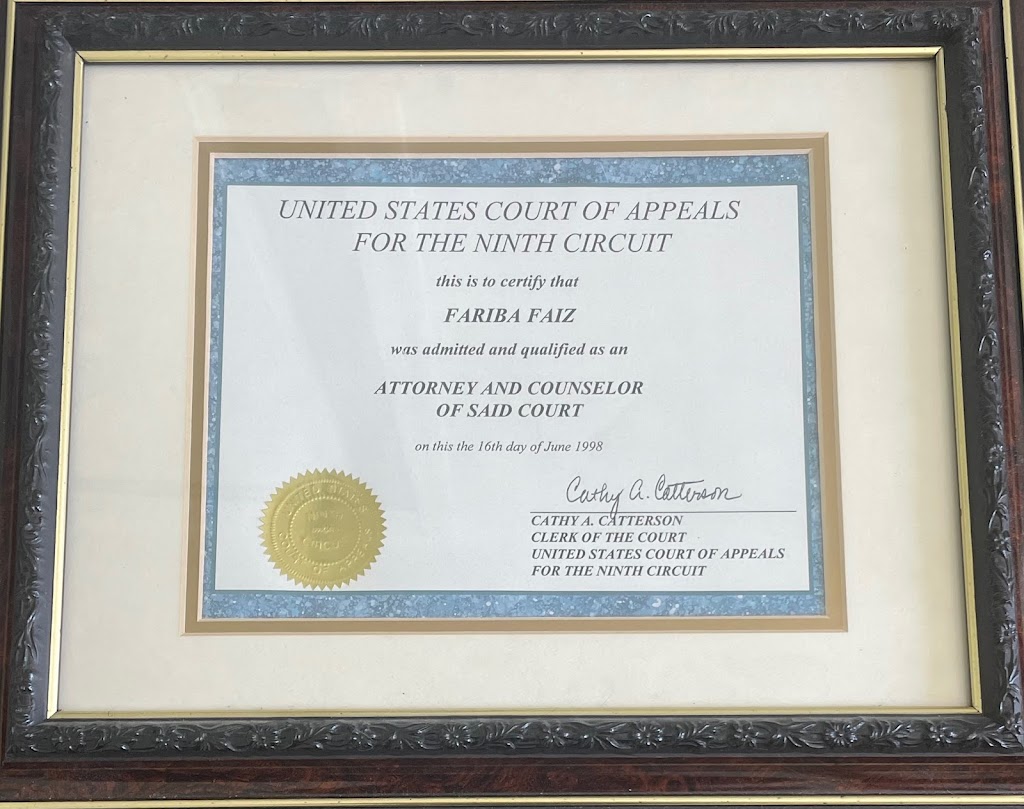 UNITED STATES COURT OF APPEALS
FOR THE NINTH CIRCUIT
this is to certify that
FARIBA FAIZ
was admitted and qualified as an
ATTORNEY AND COUNSELOR
OF SAID COURT
on this the 16th day of June 1998
Cathy A. Catterson
CATHY A. CATTERSON
CLERK OF THE COURT
UNITED STATES COURT OF APPEALS
FOR THE NINTH CIRCUIT